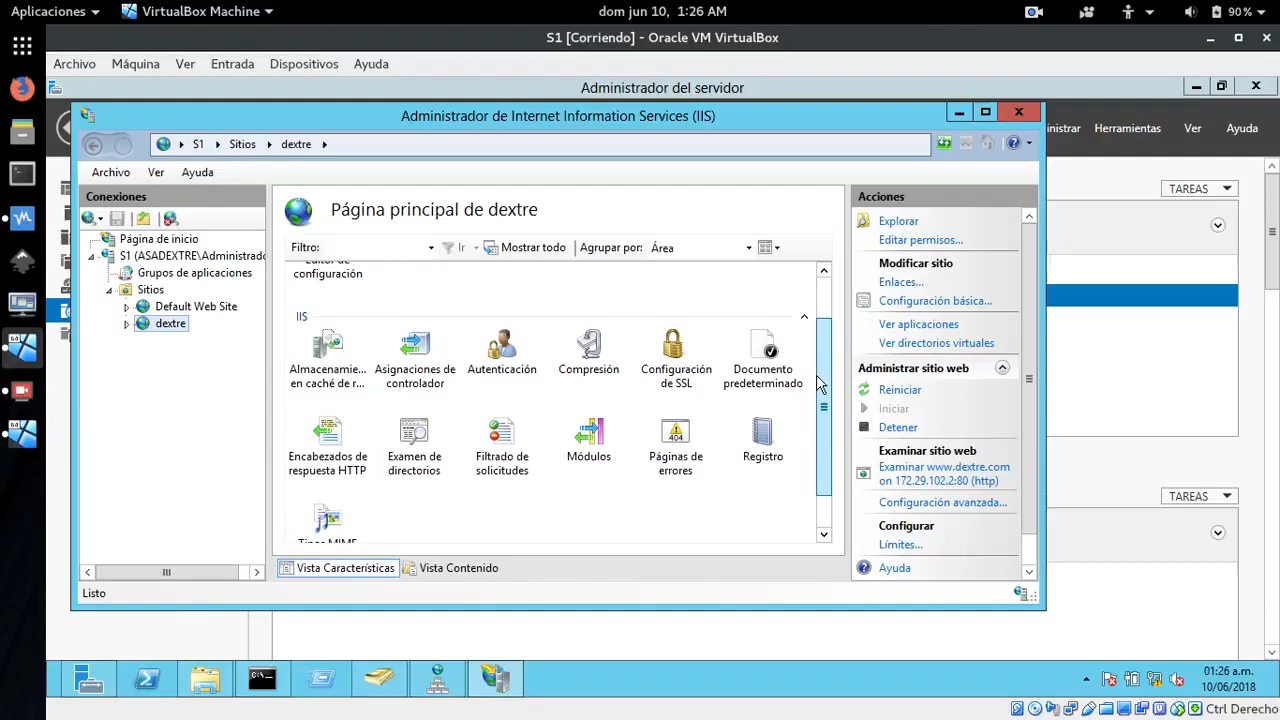 Aplicaciones
VirtualBox Machine
dom jun 10, 1:26 AM
90%
S1 [Corriendo] - Oracle VM VirtualBox
Archivo
Máquina
Ver
Entrada
Dispositivos
Ayuda
Administrador del servidor
Administrador de Internet Information Services (IIS)
S1
Sitios
dextre
istrar
Herramientas
Ver
Ayuda
Archivo
Ver
Ayuda
Conexiones
Página de inicio
S1 (ASADEXTRE\Administrado
Grupos de aplicaciones
Sitios
Default Web Site
dextre
Página principal de dextre
Filtro:
Ir
Mostrar todo
Agrupar por:
Área
configuración
IIS
Almacenamie...
en caché de r...
Asignaciones de
controlador
Autenticación
Compresión
Configuración
de SSL
Documento
predeterminado
Encabezados de
respuesta HTTP
Examen de
directorios
Filtrado de
solicitudes
Módulos
404
Páginas de
errores
Registro
Tipos MIME
Vista Características
Vista Contenido
Listo
Acciones
Explorar
Editar permisos...
Modificar sitio
Enlaces...
Configuración básica...
Ver aplicaciones
Ver directorios virtuales
Administrar sitio web
Reiniciar
Iniciar
Detener
Examinar sitio web
Examinar www.dextre.com
on 172.29.102.2:80 (http)
Configuración avanzada...
Configurar
Límites...
Ayuda
TAREAS
TAREAS
01:26 a.m.
10/06/2018
Ctrl Derecho